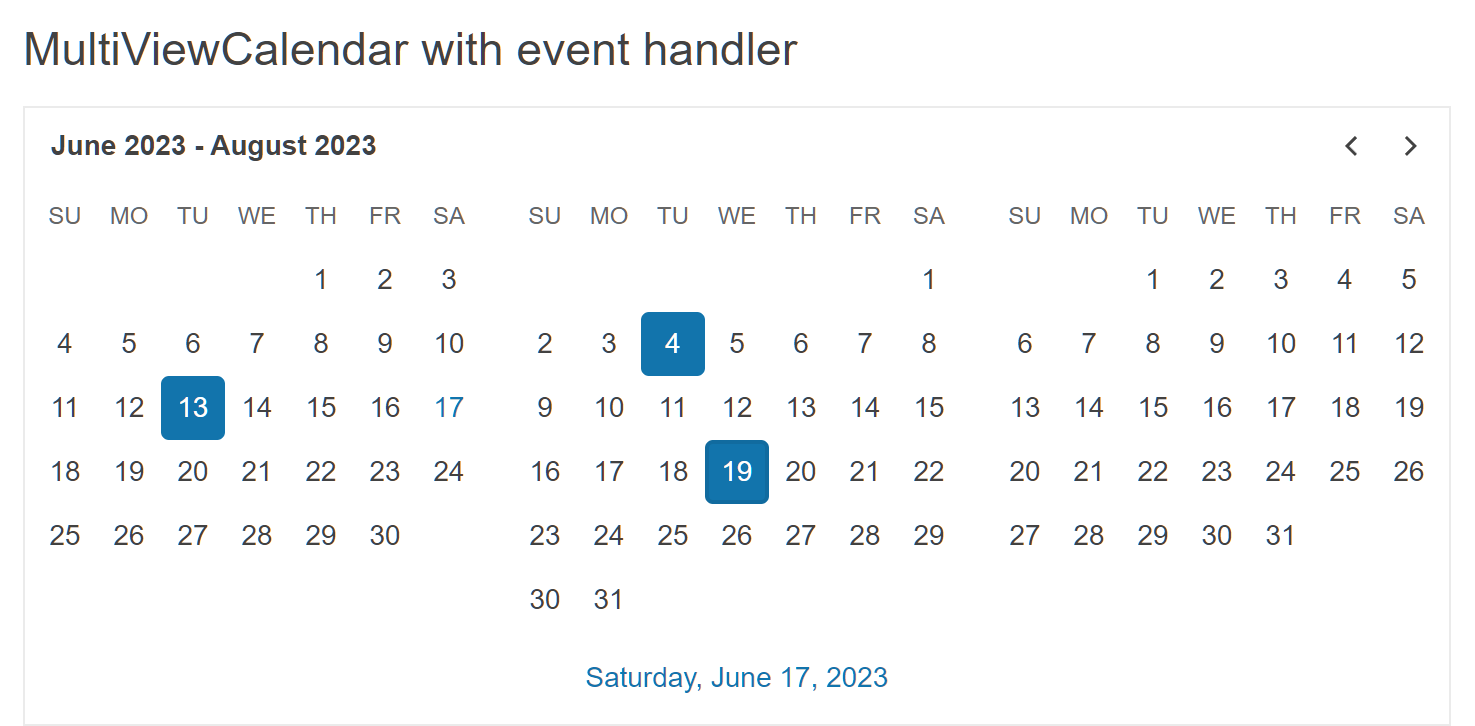 MultiViewCalendar with event handler
June 2023 - August 2023
SU MO TU WE TH FR SA SU MO TU WE TH FR SA SU MO TU WE TH FR SA
1 2 3 1 1 2 3 4 5
4 5 6 7 8 9 10 2 3 4 5 6 7 8 6 7 8 9 10 11 12
11 12 13 14 15 16 17 9 10 11 12 13 14 15 13 14 15 16 17 18 19
18 19 20 21 22 23 24 16 17 18 19 20 21 22 20 21 22 23 24 25 26
25 26 27 28 29 30 23 24 25 26 27 28 29 27 28 29 30 31
30 31
Saturday, June 17, 2023